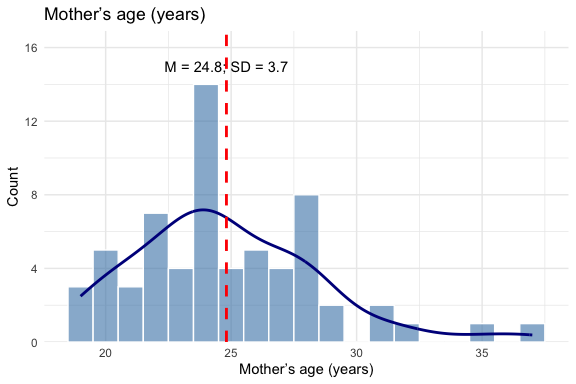 Mother’s age (years)
M = 24.8; SD = 3.7
16
12
8
4
0
Count
20 25 30 35
Mother’s age (years)